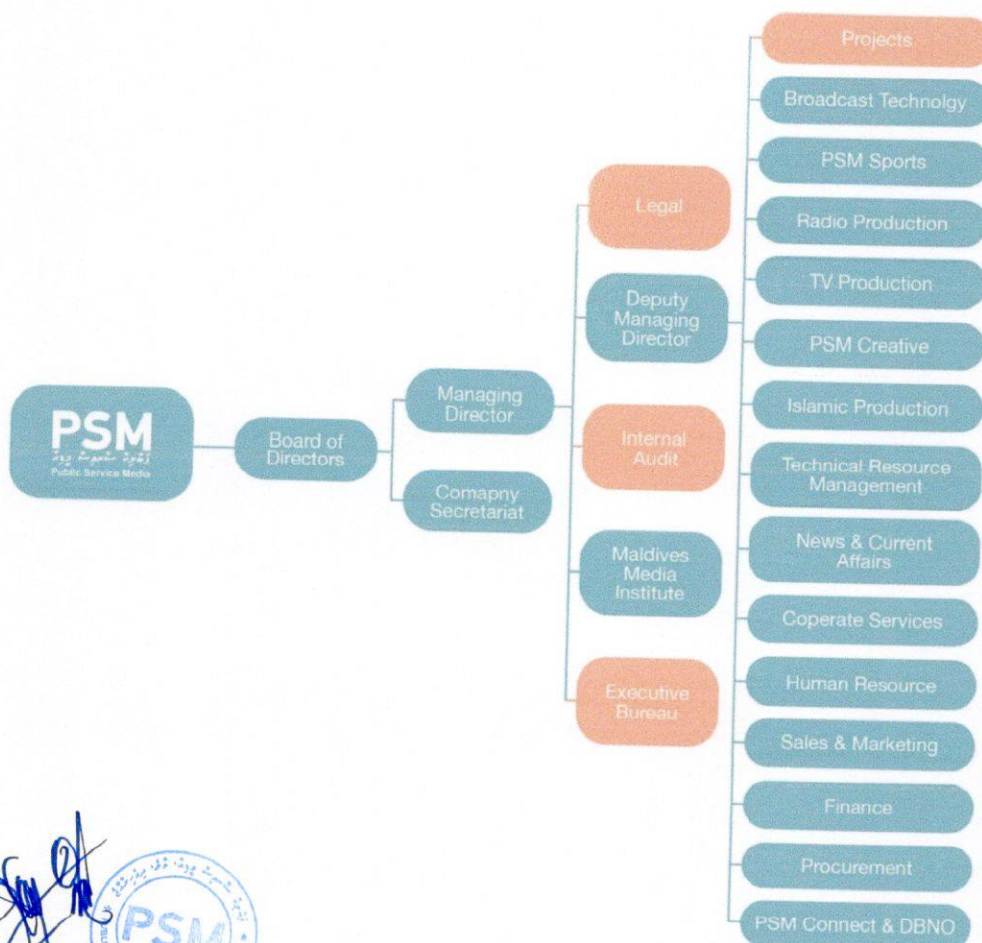 PSM
Public Service Media
Board of
Directors
Managing
Director
Comapny
Secretariat
Legal
Deputy
Managing
Director
Internal
Audit
Maldives
Media
Institute
Executive
Bureau
Projects
Broadcast Technolgy
PSM Sports
Radio Production
TV Production
PSM Creative
Islamic Production
Technical Resource
Management
News & Current
Affairs
Coperate Services
Human Resource
Sales & Marketing
Finance
Procurement
PSM Connect & DBNO
PSM